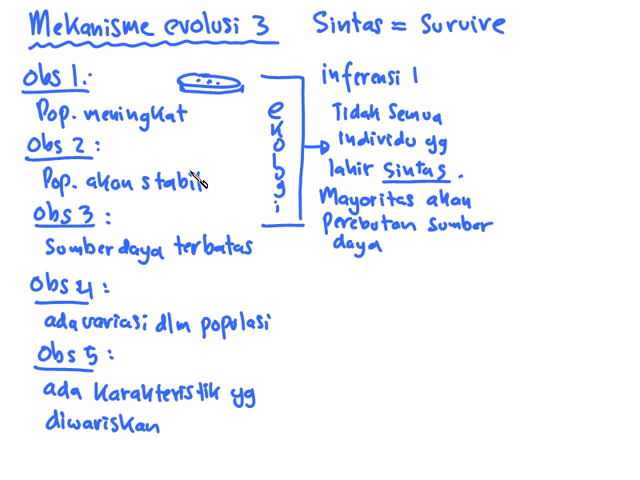 Mekanisme evolusi 3
Sintas = Survive
Obs 1:
Pop. meningkat
Obs 2 :
Pop. akan stabil
Obs 3 :
Sumber daya terbatas
Obs 4 :
ada variasi dlm populasi
Obs 5 :
ada karakteristik yg
diwariskan
ekologi
inferensi 1
Tidak semua
individu yg
lahir sintas .
Mayoritas akan
Perebutan sumber
daya